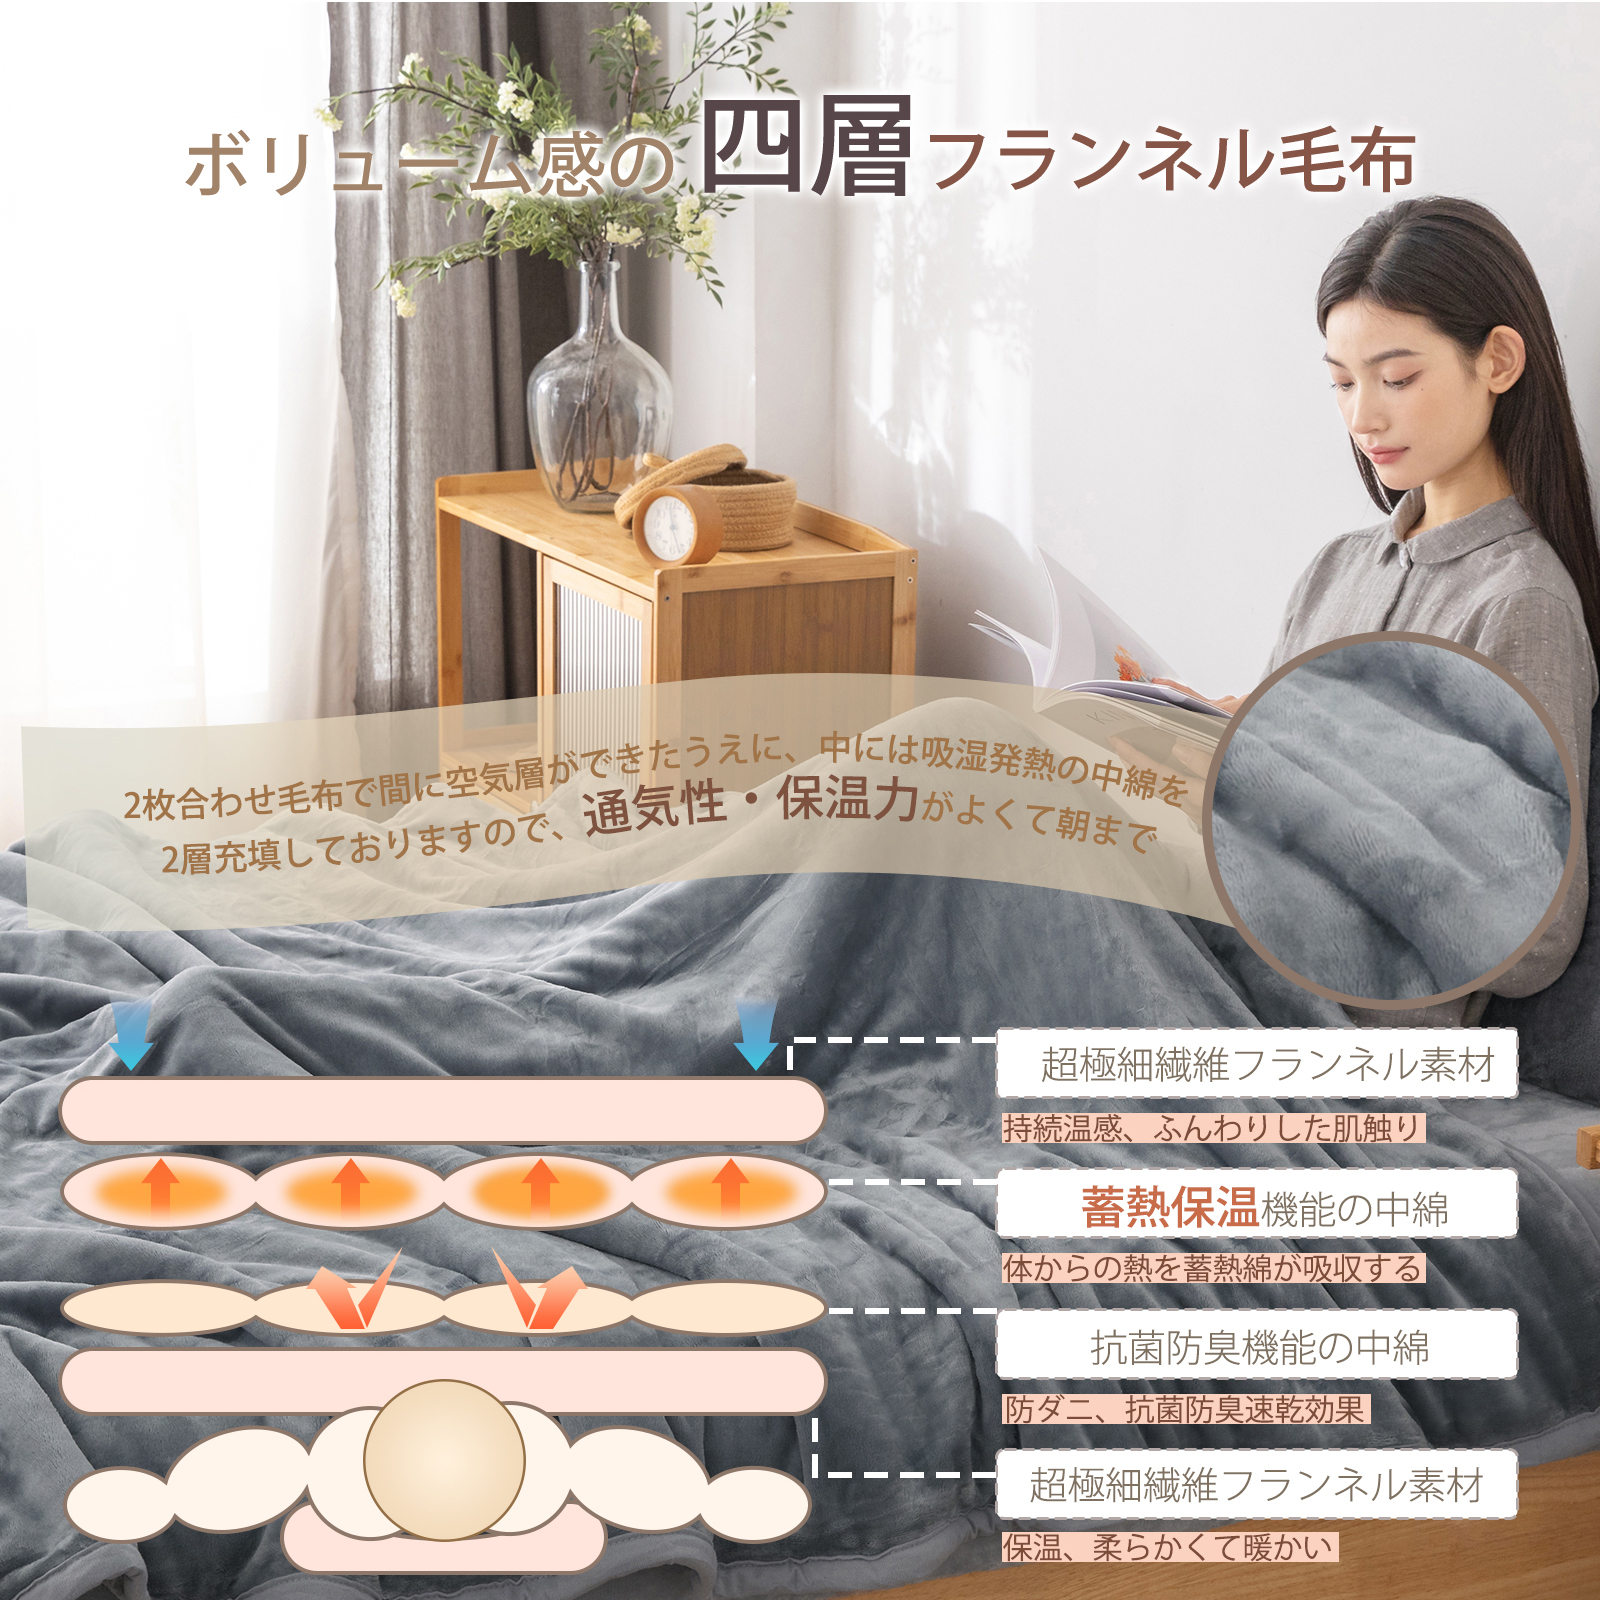 ボリューム感の四層フランネル毛布
2枚合わせ毛布で間に空気層ができたうえに、中には吸湿発熱の中綿を
2層充填しておりますので、通気性・保温力がよくて朝まで
超極細繊維フランネル素材
持続温感、ふんわりした肌触り
蓄熱保温機能の中綿
体からの熱を蓄熱綿が吸収する
抗菌防臭機能の中綿
防ダニ、抗菌防臭速乾効果
超極細繊維フランネル素材
保温、柔らかくて暖かい